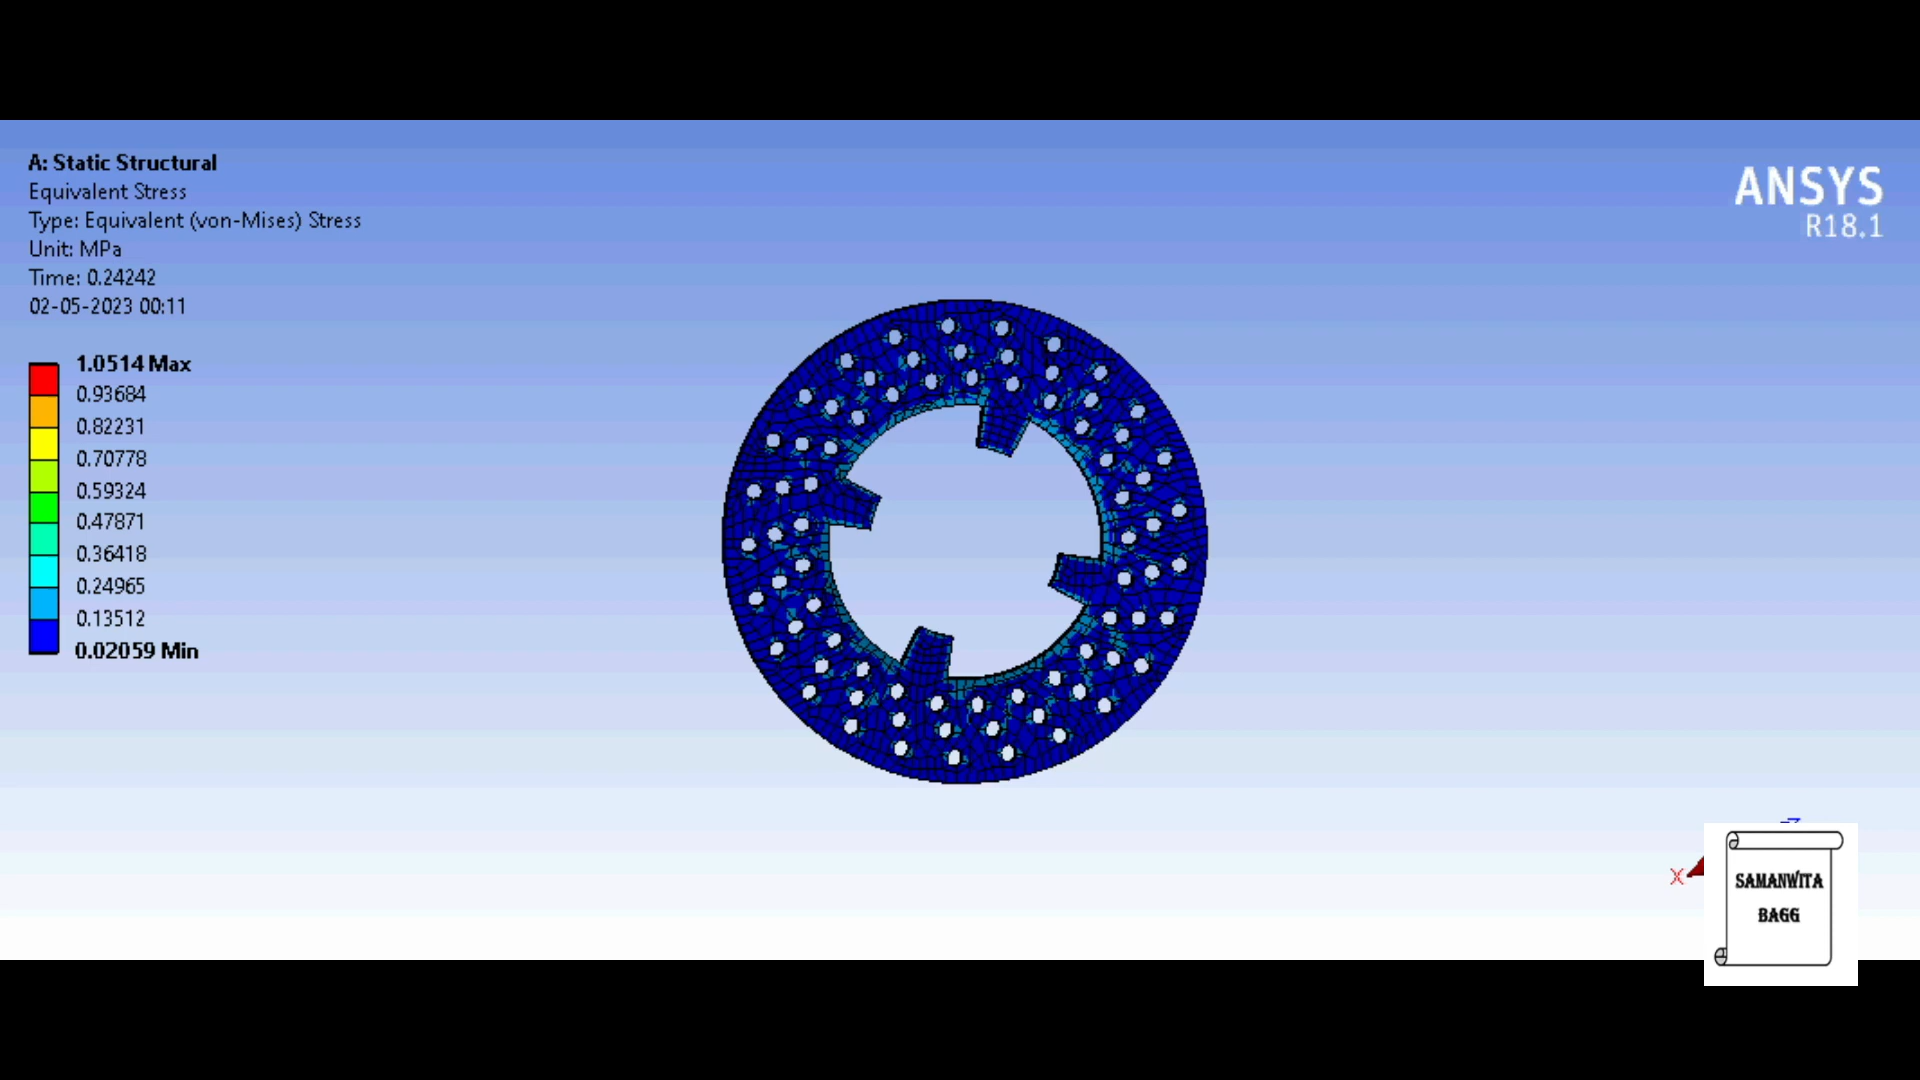 A: Static Structural
Equivalent Stress
Type: Equivalent (von-Mises) Stress
Unit: MPa
Time: 0.24242
02-05-2023 00:11
1.0514 Max
0.93684
0.82231
0.70778
0.59324
0.47871
0.36418
0.24965
0.13512
0.02059 Min
ANSYS
R18.1
X
SAMANWITA
BAGG